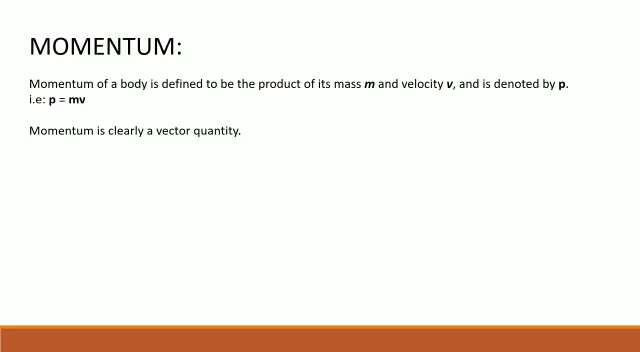 MOMENTUM:
Momentum of a body is defined to be the product of its mass m and velocity v, and is denoted by p.
i.e: p = mv
Momentum is clearly a vector quantity.